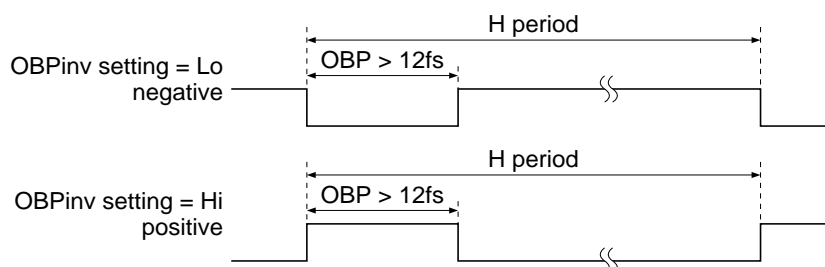 H period
OBPinv setting = Lo
negative
OBP > 12fs
H period
OBPinv setting = Hi
positive
OBP > 12fs